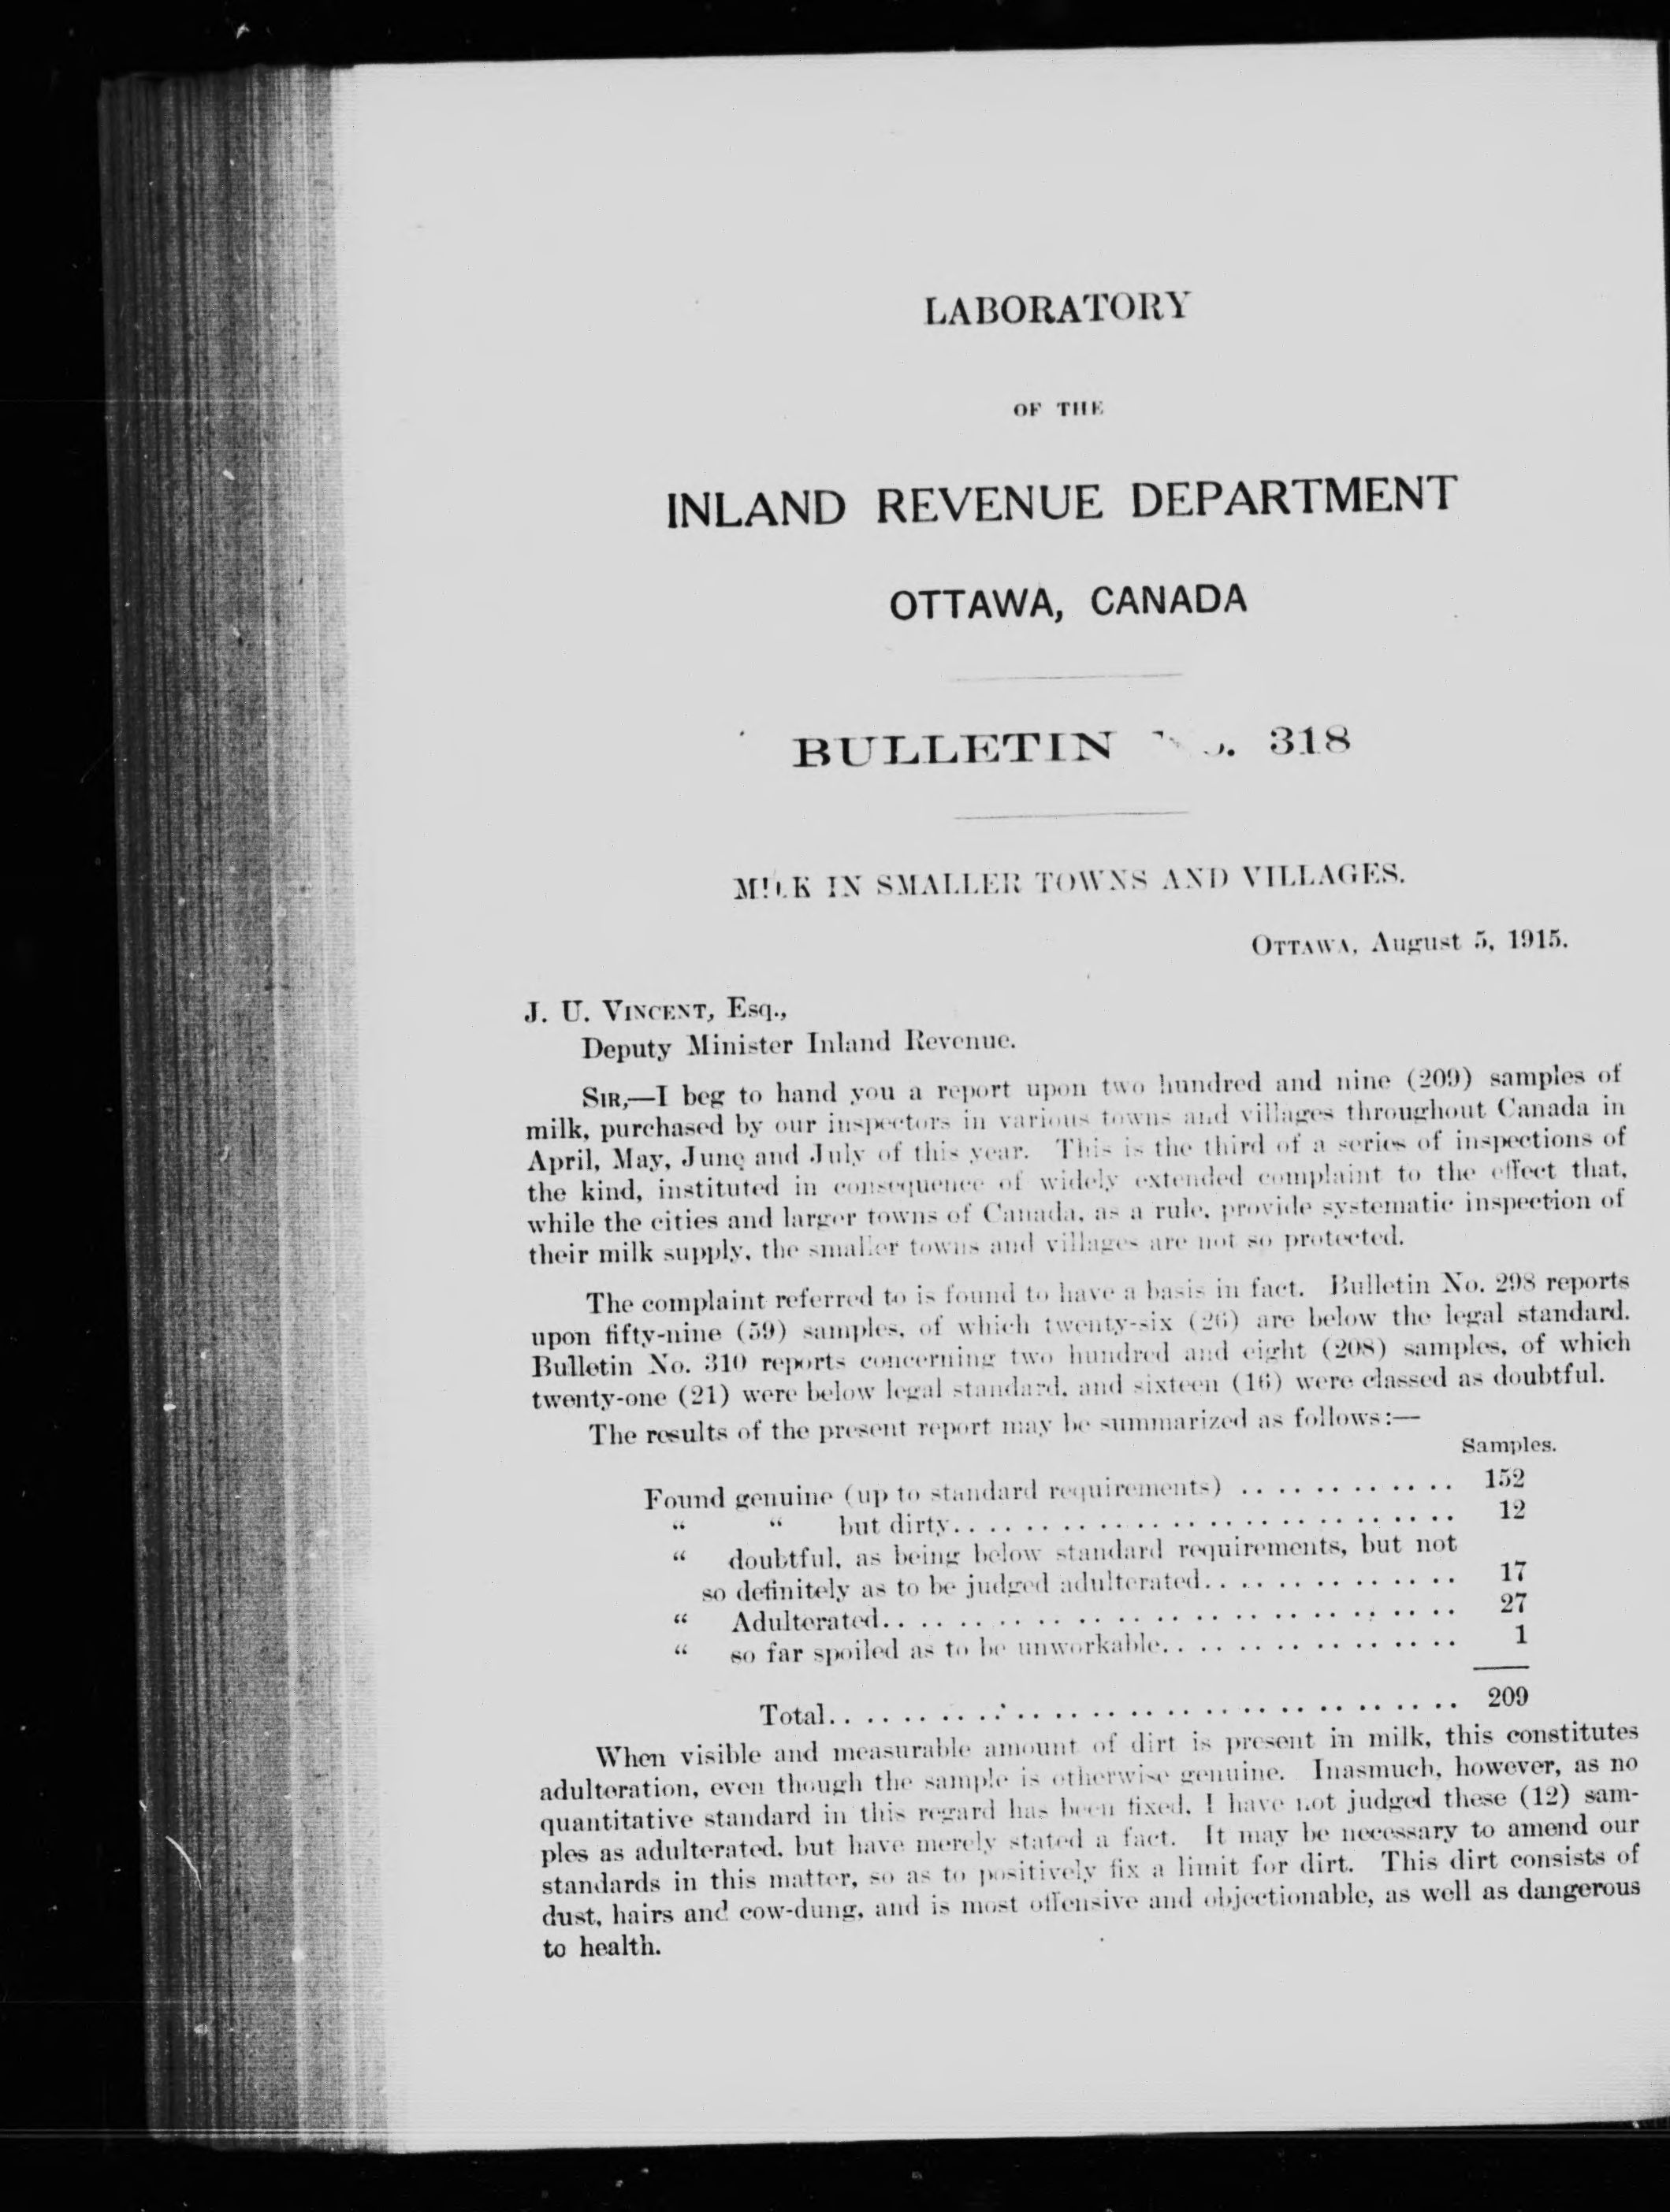 LABORATORY
OF THE
INLAND REVENUE DEPARTMENT
OTTAWA, CANADA
BULLETIN No. 318
MILK IN SMALLER TOWNS AND VILLAGES.
OTTAWA, August 5, 1915.
J. U. VINCENT, Esq.,
Deputy Minister Inland Revenue.
SIR,—I beg to hand you a report upon two hundred and nine (209) samples of
milk, purchased by our inspectors in various towns and villages throughout Canada in
April, May, June and July of this year. This is the third of a series of inspections of
the kind, instituted in consequence of widely extended complaint to the effect that,
while the cities and larger towns of Canada, as a rule, provide systematic inspection of
their milk supply, the smaller towns and villages are not so protected.
The complaint referred to is found to have a basis in fact. Bulletin No. 298 reports
upon fifty-nine (59) samples, of which twenty-six (26) are below the legal standard.
Bulletin No. 310 reports concerning two hundred and eight (208) samples, of which
twenty-one (21) were below legal standard, and sixteen (16) were classed as doubtful.
The results of the present report may be summarized as follows:—
Samples.
Found genuine (up to standard requirements) ............. 152
" " but dirty............................ 12
" doubtful, as being below standard requirements, but not
so definitely as to be judged adulterated.............. 17
" Adulterated................................ 27
" so far spoiled as to be unworkable................ 1
Total................................... 209
When visible and measurable amount of dirt is present in milk, this constitutes
adulteration, even though the sample is otherwise genuine. Inasmuch, however, as no
quantitative standard in this regard has been fixed, I have not judged these (12) sam-
ples as adulterated, but have merely stated a fact. It may be necessary to amend our
standards in this matter, so as to positively fix a limit for dirt. This dirt consists of
dust, hairs and cow-dung, and is most offensive and objectionable, as well as dangerous
to health.